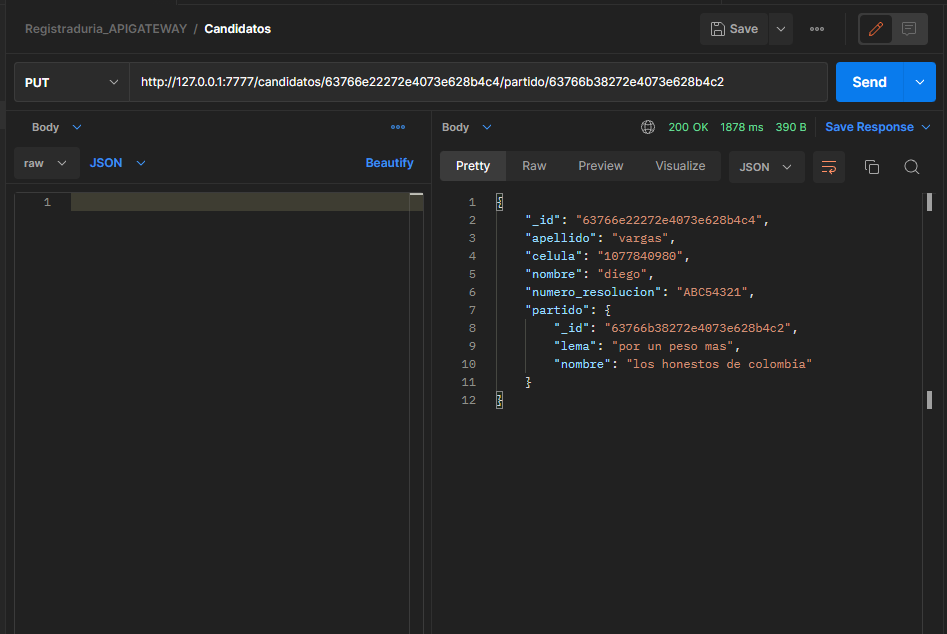 Registraduria_APIGATEWAY / Candidatos
Save
PUT
http://127.0.0.1:7777/candidatos/63766e22272e4073e628b4c4/partido/63766b38272e4073e628b4c2
Send
Body
raw
JSON
Beautify
1
Body
200 OK 1878 ms 390 B Save Response
Pretty Raw Preview Visualize JSON
1 {
2 "_id": "63766e22272e4073e628b4c4",
3 "apellido": "vargas",
4 "celula": "1077840980",
5 "nombre": "diego",
6 "numero_resolucion": "ABC54321",
7 "partido": {
8 "_id": "63766b38272e4073e628b4c2",
9 "lema": "por un peso mas",
10 "nombre": "los honestos de colombia"
11 }
12 }